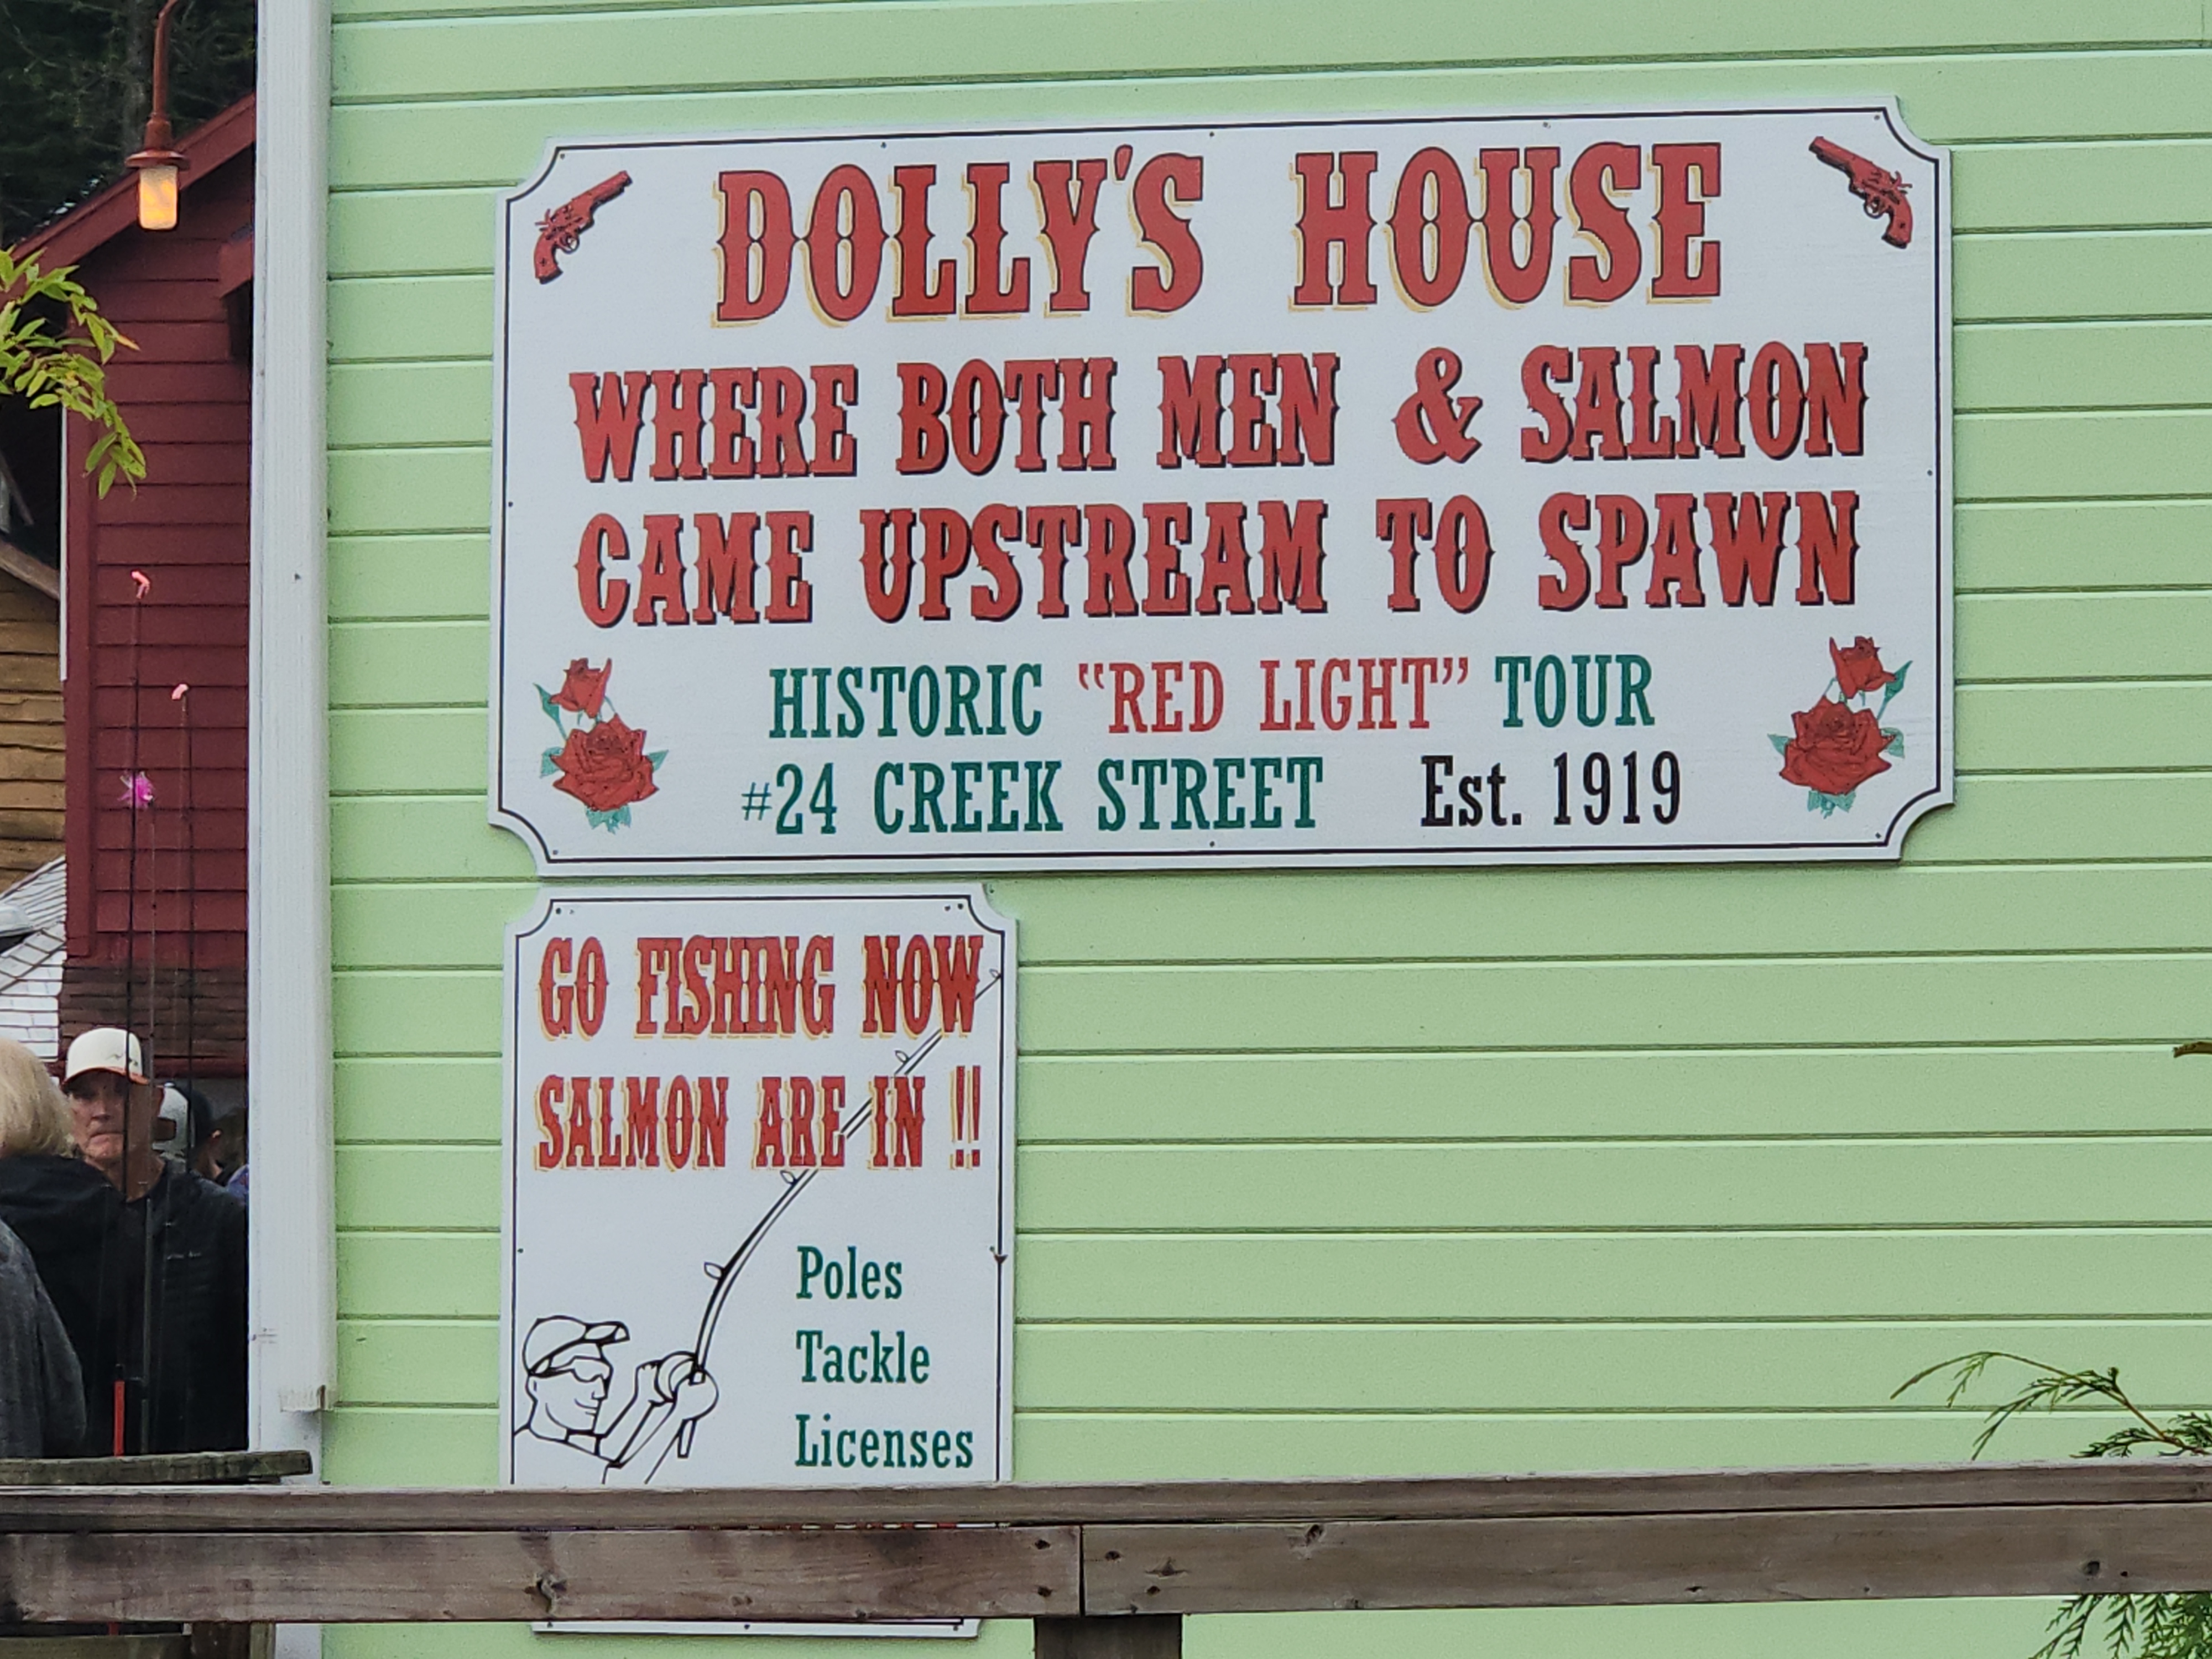 DOLLY'S HOUSE
WHERE BOTH MEN & SALMON
CAME UPSTREAM TO SPAWN
HISTORIC "RED LIGHT" TOUR
#24 CREEK STREET Est. 1919
GO FISHING NOW
SALMON ARE IN !!
Poles
Tackle
Licenses